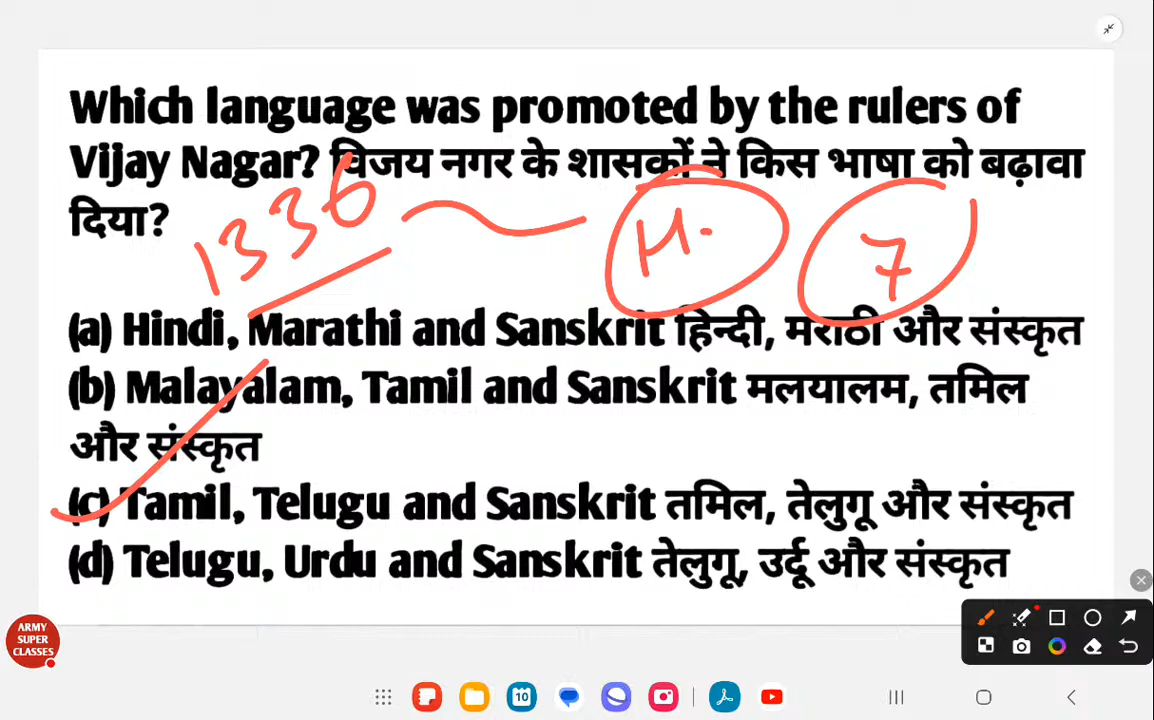 Which language was promoted by the rulers of
Vijay Nagar? विजय नगर के शासकों ने किस भाषा को बढ़ावा
दिया?
1336
H.
7
(a) Hindi, Marathi and Sanskrit हिन्दी, मराठी और संस्कृत
(b) Malayalam, Tamil and Sanskrit मलयालम, तमिल
और संस्कृत
(c) Tamil, Telugu and Sanskrit तमिल, तेलुगू और संस्कृत
(d) Telugu, Urdu and Sanskrit तेलुगू, उर्दू और संस्कृत
ARMY
SUPER
CLASSES
10